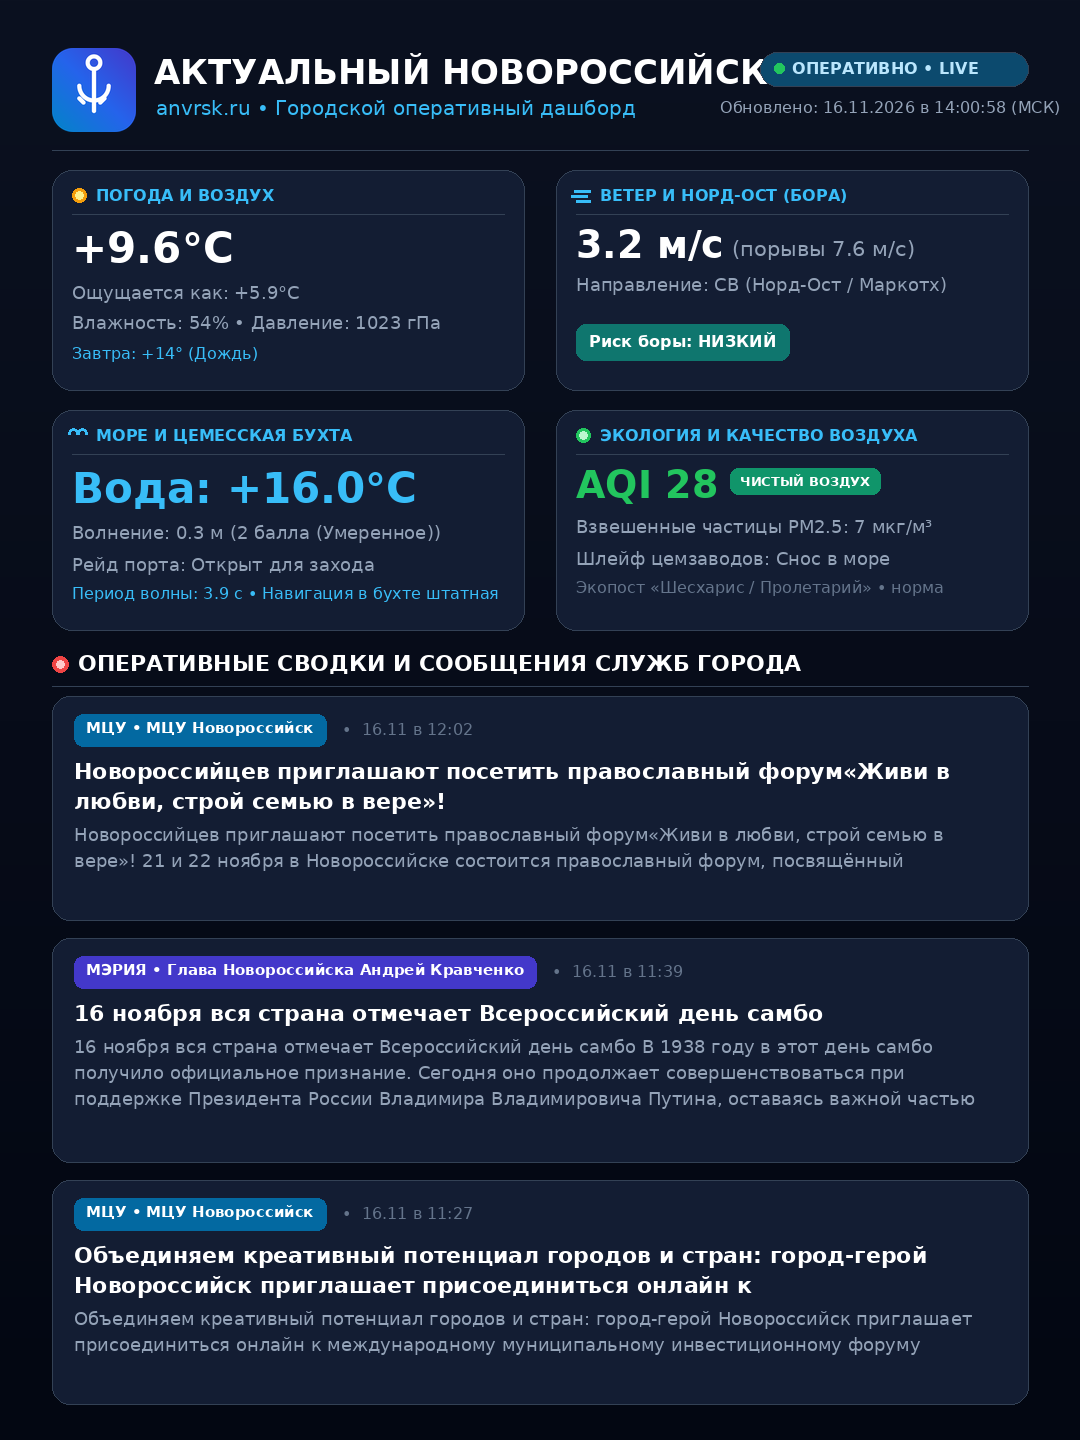 АКТУАЛЬНЫЙ НОВОРОССИЙСК
ОПЕРАТИВНО • LIVE
anvrsk.ru • Городской оперативный дашборд
Обновлено: 16.11.2026 в 14:00:58 (МСК)
ПОГОДА И ВОЗДУХ
+9.6°C
Ощущается как: +5.9°C
Влажность: 54% • Давление: 1023 гПа
Завтра: +14° (Дождь)
ВЕТЕР И НОРД-ОСТ (БОРА)
3.2 м/с (порывы 7.6 м/с)
Направление: СВ (Норд-Ост / Маркотх)
Риск боры: НИЗКИЙ
МОРЕ И ЦЕМЕССКАЯ БУХТА
Вода: +16.0°C
Волнение: 0.3 м (2 балла (Умеренное))
Рейд порта: Открыт для захода
Период волны: 3.9 с • Навигация в бухте штатная
ЭКОЛОГИЯ И КАЧЕСТВО ВОЗДУХА
AQI 28 ЧИСТЫЙ ВОЗДУХ
Взвешенные частицы PM2.5: 7 мкг/м³
Шлейф цемзаводов: Снос в море
Экопост «Шесхарис / Пролетарий» • норма
ОПЕРАТИВНЫЕ СВОДКИ И СООБЩЕНИЯ СЛУЖБ ГОРОДА
МЦУ • МЦУ Новороссийск • 16.11 в 12:02
Новороссийцев приглашают посетить православный форум«Живи в
любви, строй семью в вере»!
Новороссийцев приглашают посетить православный форум«Живи в любви, строй семью в
вере»! 21 и 22 ноября в Новороссийске состоится православный форум, посвящённый
МЭРИЯ • Глава Новороссийска Андрей Кравченко • 16.11 в 11:39
16 ноября вся страна отмечает Всероссийский день самбо
16 ноября вся страна отмечает Всероссийский день самбо В 1938 году в этот день самбо
получило официальное признание. Сегодня оно продолжает совершенствоваться при
поддержке Президента России Владимира Владимировича Путина, оставаясь важной частью
МЦУ • МЦУ Новороссийск • 16.11 в 11:27
Объединяем креативный потенциал городов и стран: город-герой
Новороссийск приглашает присоединиться онлайн к
Объединяем креативный потенциал городов и стран: город-герой Новороссийск приглашает
присоединиться онлайн к международному муниципальному инвестиционному форуму